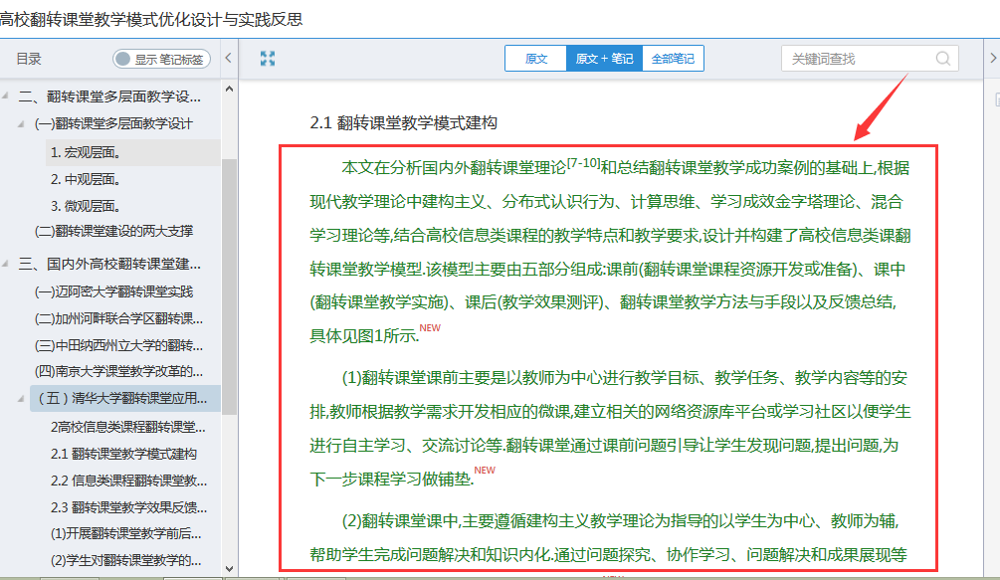 高校翻转课堂教学模式优化设计与实践反思
目录
显示 笔记标签
原文
原文 + 笔记
全部笔记
关键词查找
二、翻转课堂多层面教学设...
(一)翻转课堂多层面教学设计
1. 宏观层面。
2. 中观层面。
3. 微观层面。
(二)翻转课堂建设的两大支撑
三、国内外高校翻转课堂建...
(一)迈阿密大学翻转课堂实践
(二)加州河畔联合学区翻转课...
(三)中田纳西州立大学的翻转...
(四)南京大学课堂教学改革的...
（五）清华大学翻转课堂应用...
2高校信息类课程翻转课堂...
2.1 翻转课堂教学模式建构
2.2 信息类课程翻转课堂教...
2.3 翻转课堂教学效果反馈...
(1)开展翻转课堂教学前后...
(2)学生对翻转课堂教学的...
2.1 翻转课堂教学模式建构
本文在分析国内外翻转课堂理论[7-10]和总结翻转课堂教学成功案例的基础上,根据
现代教学理论中建构主义、分布式认识行为、计算思维、学习成效金字塔理论、混合
学习理论等,结合高校信息类课程的教学特点和教学要求,设计并构建了高校信息类课翻
转课堂教学模型.该模型主要由五部分组成:课前(翻转课堂课程资源开发或准备)、课中
(翻转课堂教学实施)、课后(教学效果测评)、翻转课堂教学方法与手段以及反馈总结,
具体见图1所示.NEW
(1)翻转课堂课前主要是以教师为中心进行教学目标、教学任务、教学内容等的安
排,教师根据教学需求开发相应的微课,建立相关的网络资源库平台或学习社区以便学生
进行自主学习、交流讨论等.翻转课堂通过课前问题引导让学生发现问题,提出问题,为
下一步课程学习做铺垫.NEW
(2)翻转课堂课中,主要遵循建构主义教学理论为指导的以学生为中心、教师为辅,
帮助学生完成问题解决和知识内化.通过问题探究、协作学习、问题解决和成果展现等